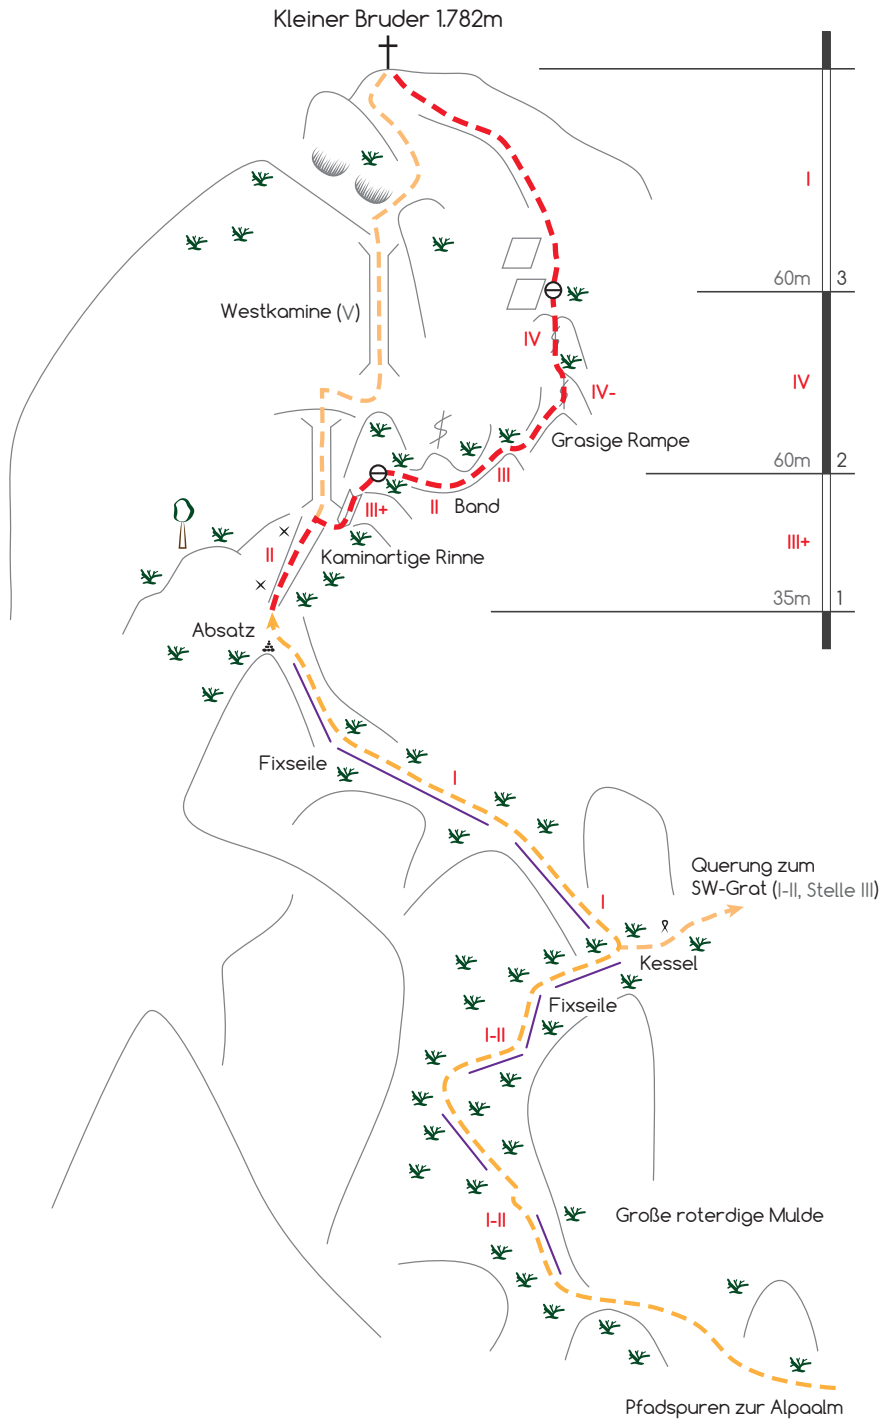 Kleiner Bruder 1.782m
I
60m 3
Westkamine (V)
IV
IV
IV-
Grasige Rampe
60m 2
III
III+
II
Band
III+
Kaminartige Rinne
II
35m 1
Absatz
Fixseile
I
Querung zum
SW-Grat (I-II, Stelle III)
I
Kessel
Fixseile
I-II
I-II
Große roterdige Mulde
Pfadspuren zur Alpaalm